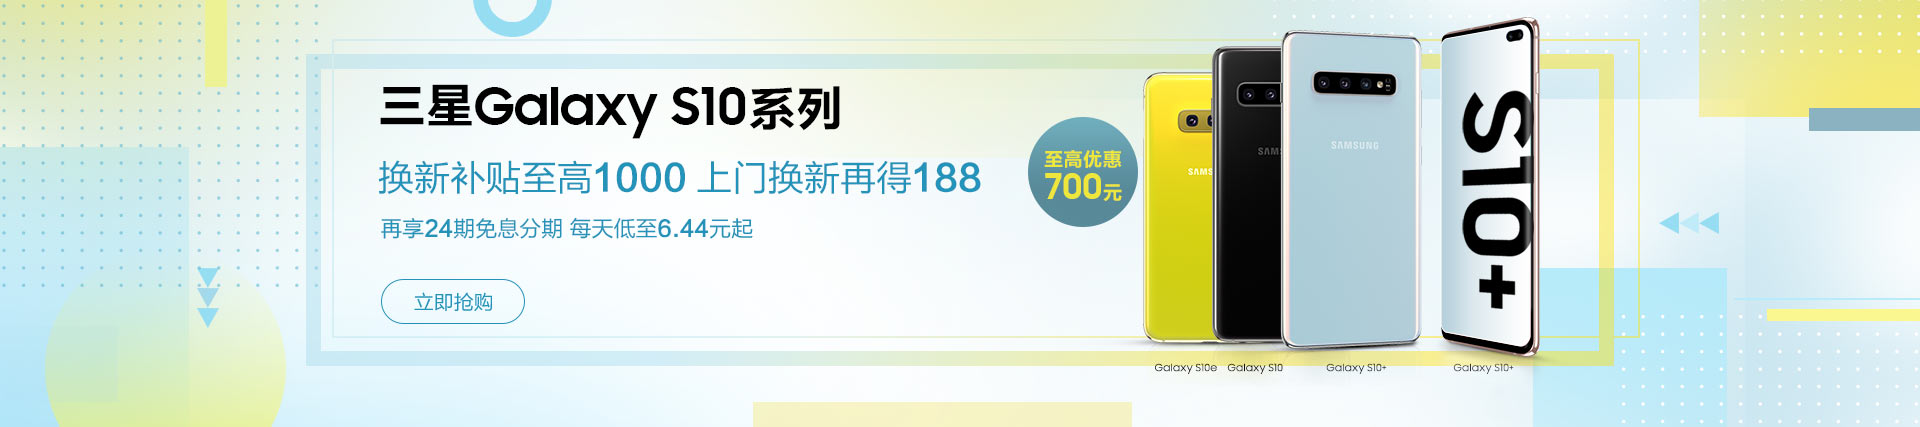 三星Galaxy S10系列
换新补贴至高1000 上门换新再得188
再享24期免息分期 每天低至6.44元起
立即抢购
至高优惠
700元
SAMS
SAMS
SAMSUNG
S10+
Galaxy S10e
Galaxy S10
Galaxy S10+
Galaxy S10+